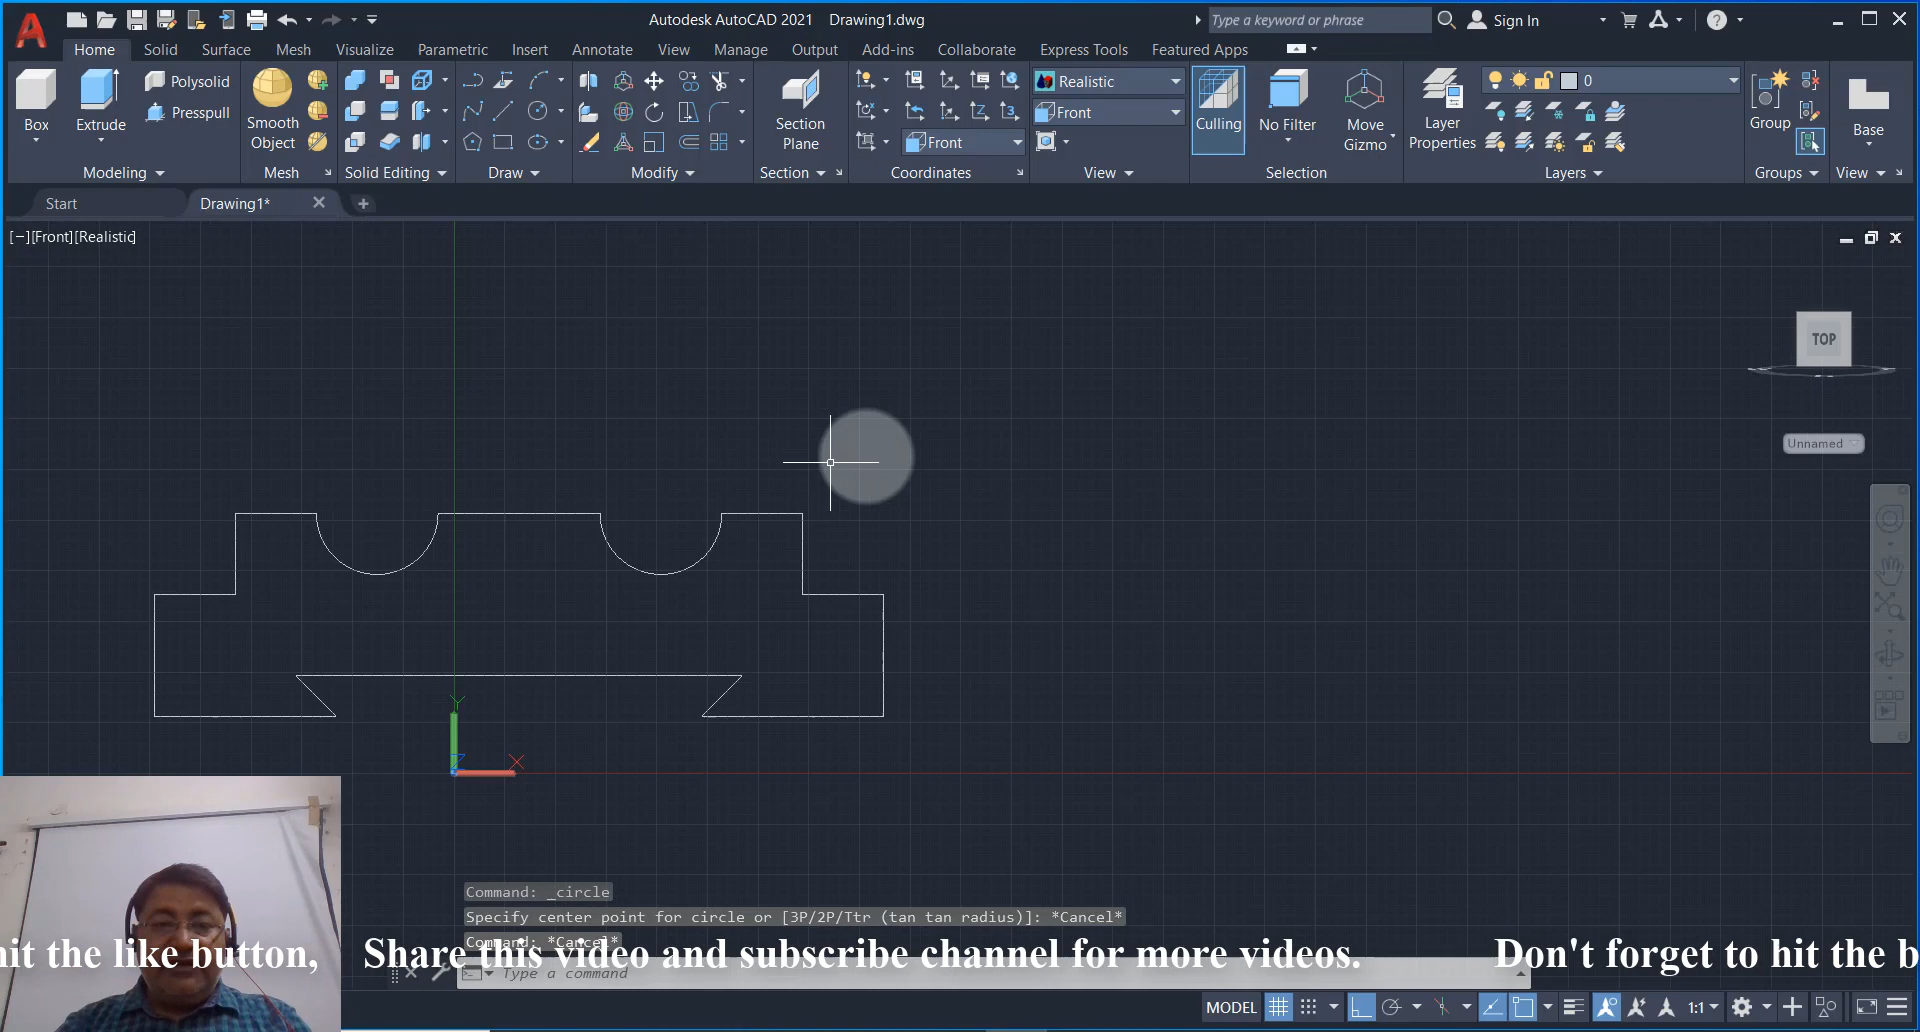 Autodesk AutoCAD 2021 Drawing1.dwg
Type a keyword or phrase
Sign In
Home Solid Surface Mesh Visualize Parametric Insert Annotate View Manage Output Add-ins Collaborate Express Tools Featured Apps
Box
Extrude
Polysolid
Presspull
Smooth
Object
Section
Plane
Front
Realistic
Front
Culling
No Filter
Move
Gizmo
Layer
Properties
0
Group
Base
Modeling
Mesh
Solid Editing
Draw
Modify
Section
Coordinates
View
Selection
Layers
Groups
View
Start
Drawing1*
[−][Front][Realistic]
TOP
Unnamed
Y
X
Z
Command: _circle
Specify center point for circle or [3P/2P/Ttr (tan tan radius)]: *Cancel*
Command: *Cancel*
hit the like button, Share this video and subscribe channel for more videos. Don't forget to hit the b
Type a command
MODEL
1:1